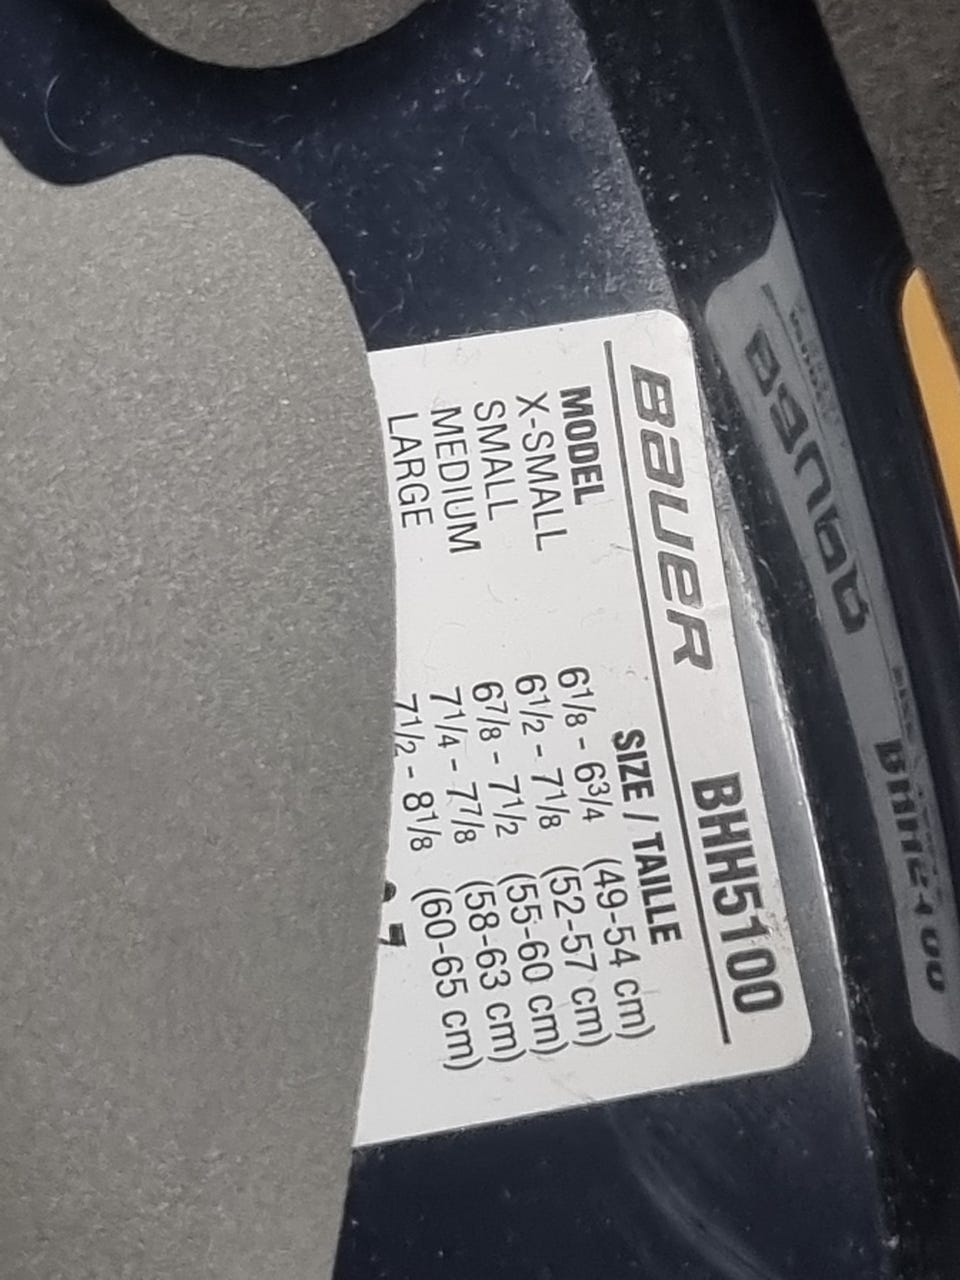 BAUER BHH5100
MODEL SIZE / TAILLE
X-SMALL 6 1/8 - 6 3/4 (49-54 cm)
SMALL 6 1/2 - 7 1/8 (52-57 cm)
MEDIUM 6 7/8 - 7 1/2 (55-60 cm)
LARGE 7 1/4 - 7 7/8 (58-63 cm)
7 1/2 - 8 1/8 (60-65 cm)